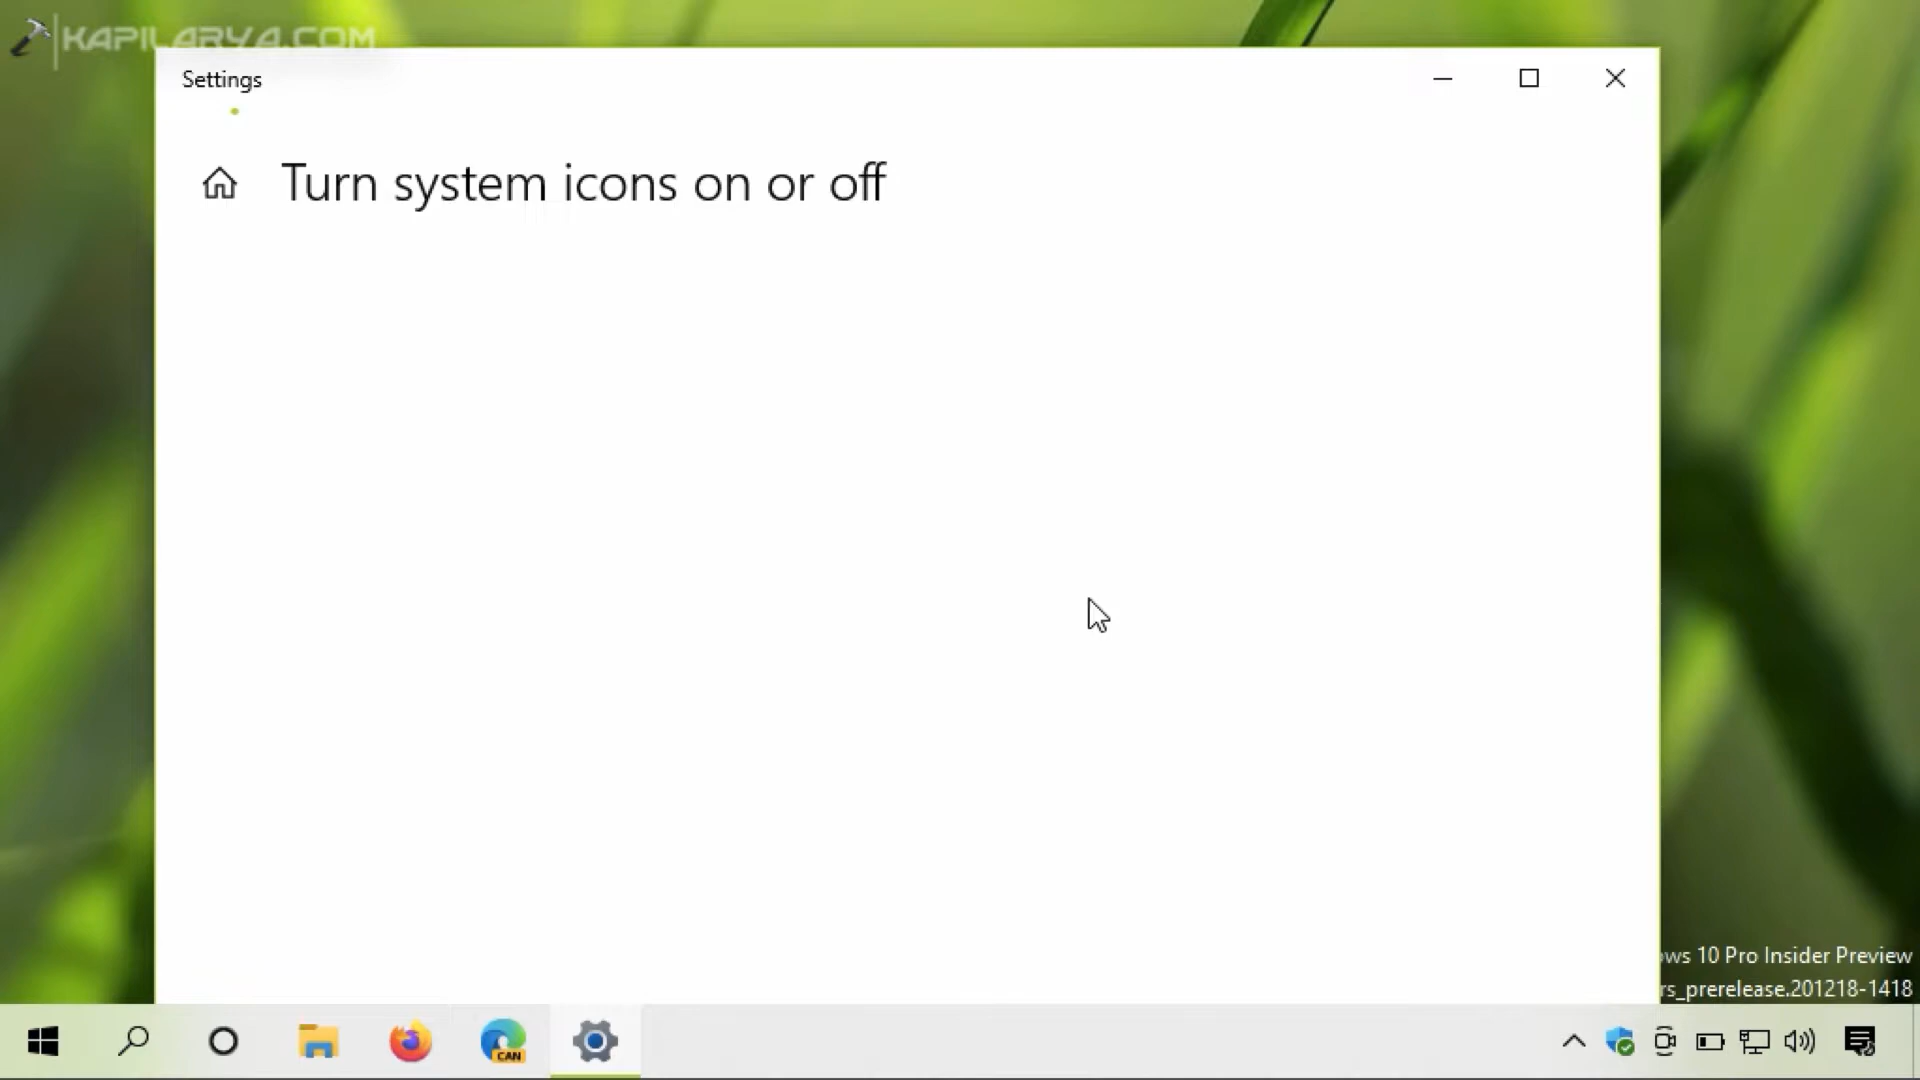 KAPILARYA.COM
Settings
Turn system icons on or off
ws 10 Pro Insider Preview
rs_prerelease.201218-1418
CAN